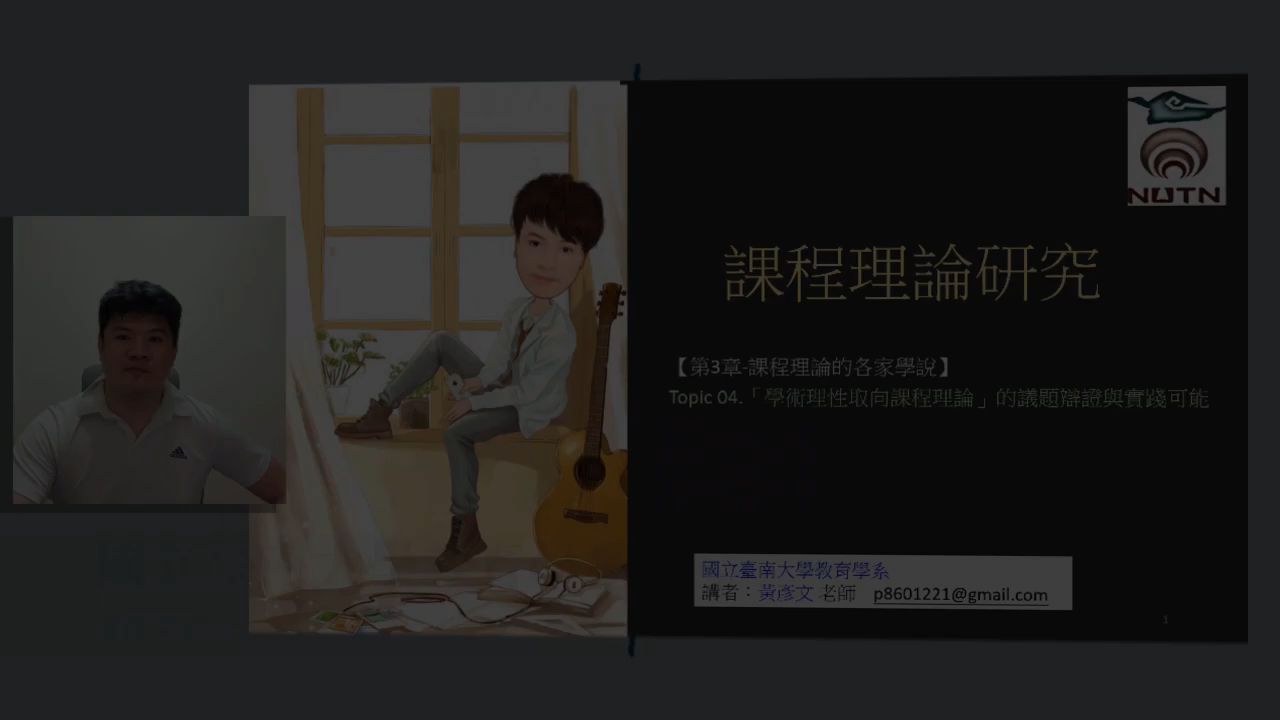 NUTN
課程理論研究
【第3章-課程理論的各家學說】
Topic 04.「學術理性取向課程理論」的議題辯證與實踐可能
國立臺南大學教育學系
講者：黃彥文 老師 p8601221@gmail.com
1